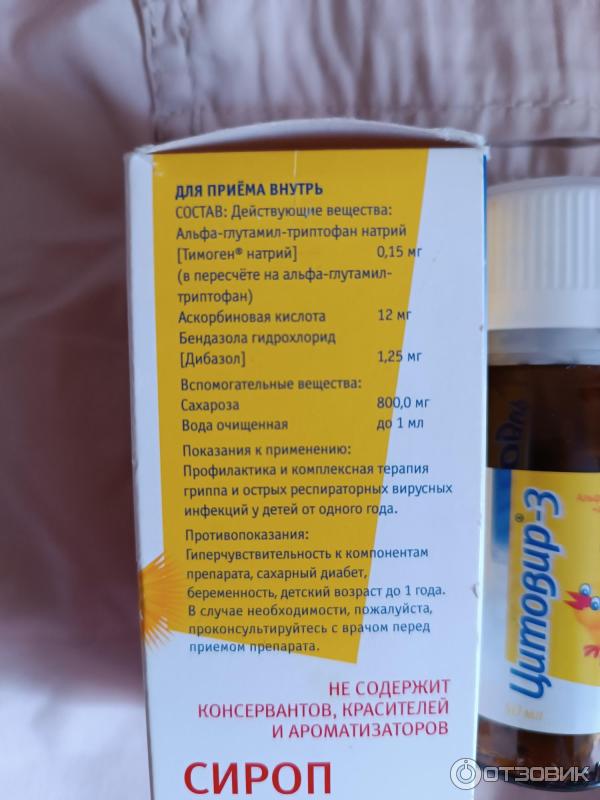 ДЛЯ ПРИЁМА ВНУТРЬ
СОСТАВ: Действующие вещества:
Альфа-глутамил-триптофан натрий
[Тимоген® натрий] 0,15 мг
(в пересчёте на альфа-глутамил-
триптофан)
Аскорбиновая кислота 12 мг
Бендазола гидрохлорид
[Дибазол] 1,25 мг
Вспомогательные вещества:
Сахароза 800,0 мг
Вода очищенная до 1 мл
Показания к применению:
Профилактика и комплексная терапия
гриппа и острых респираторных вирусных
инфекций у детей от одного года.
Противопоказания:
Гиперчувствительность к компонентам
препарата, сахарный диабет,
беременность, детский возраст до 1 года.
В случае необходимости, пожалуйста,
проконсультируйтесь с врачом перед
приемом препарата.
НЕ СОДЕРЖИТ
КОНСЕРВАНТОВ, КРАСИТЕЛЕЙ
И АРОМАТИЗАТОРОВ
СИРОП
Цитовир®-3
50 мл
ОТЗОВИК